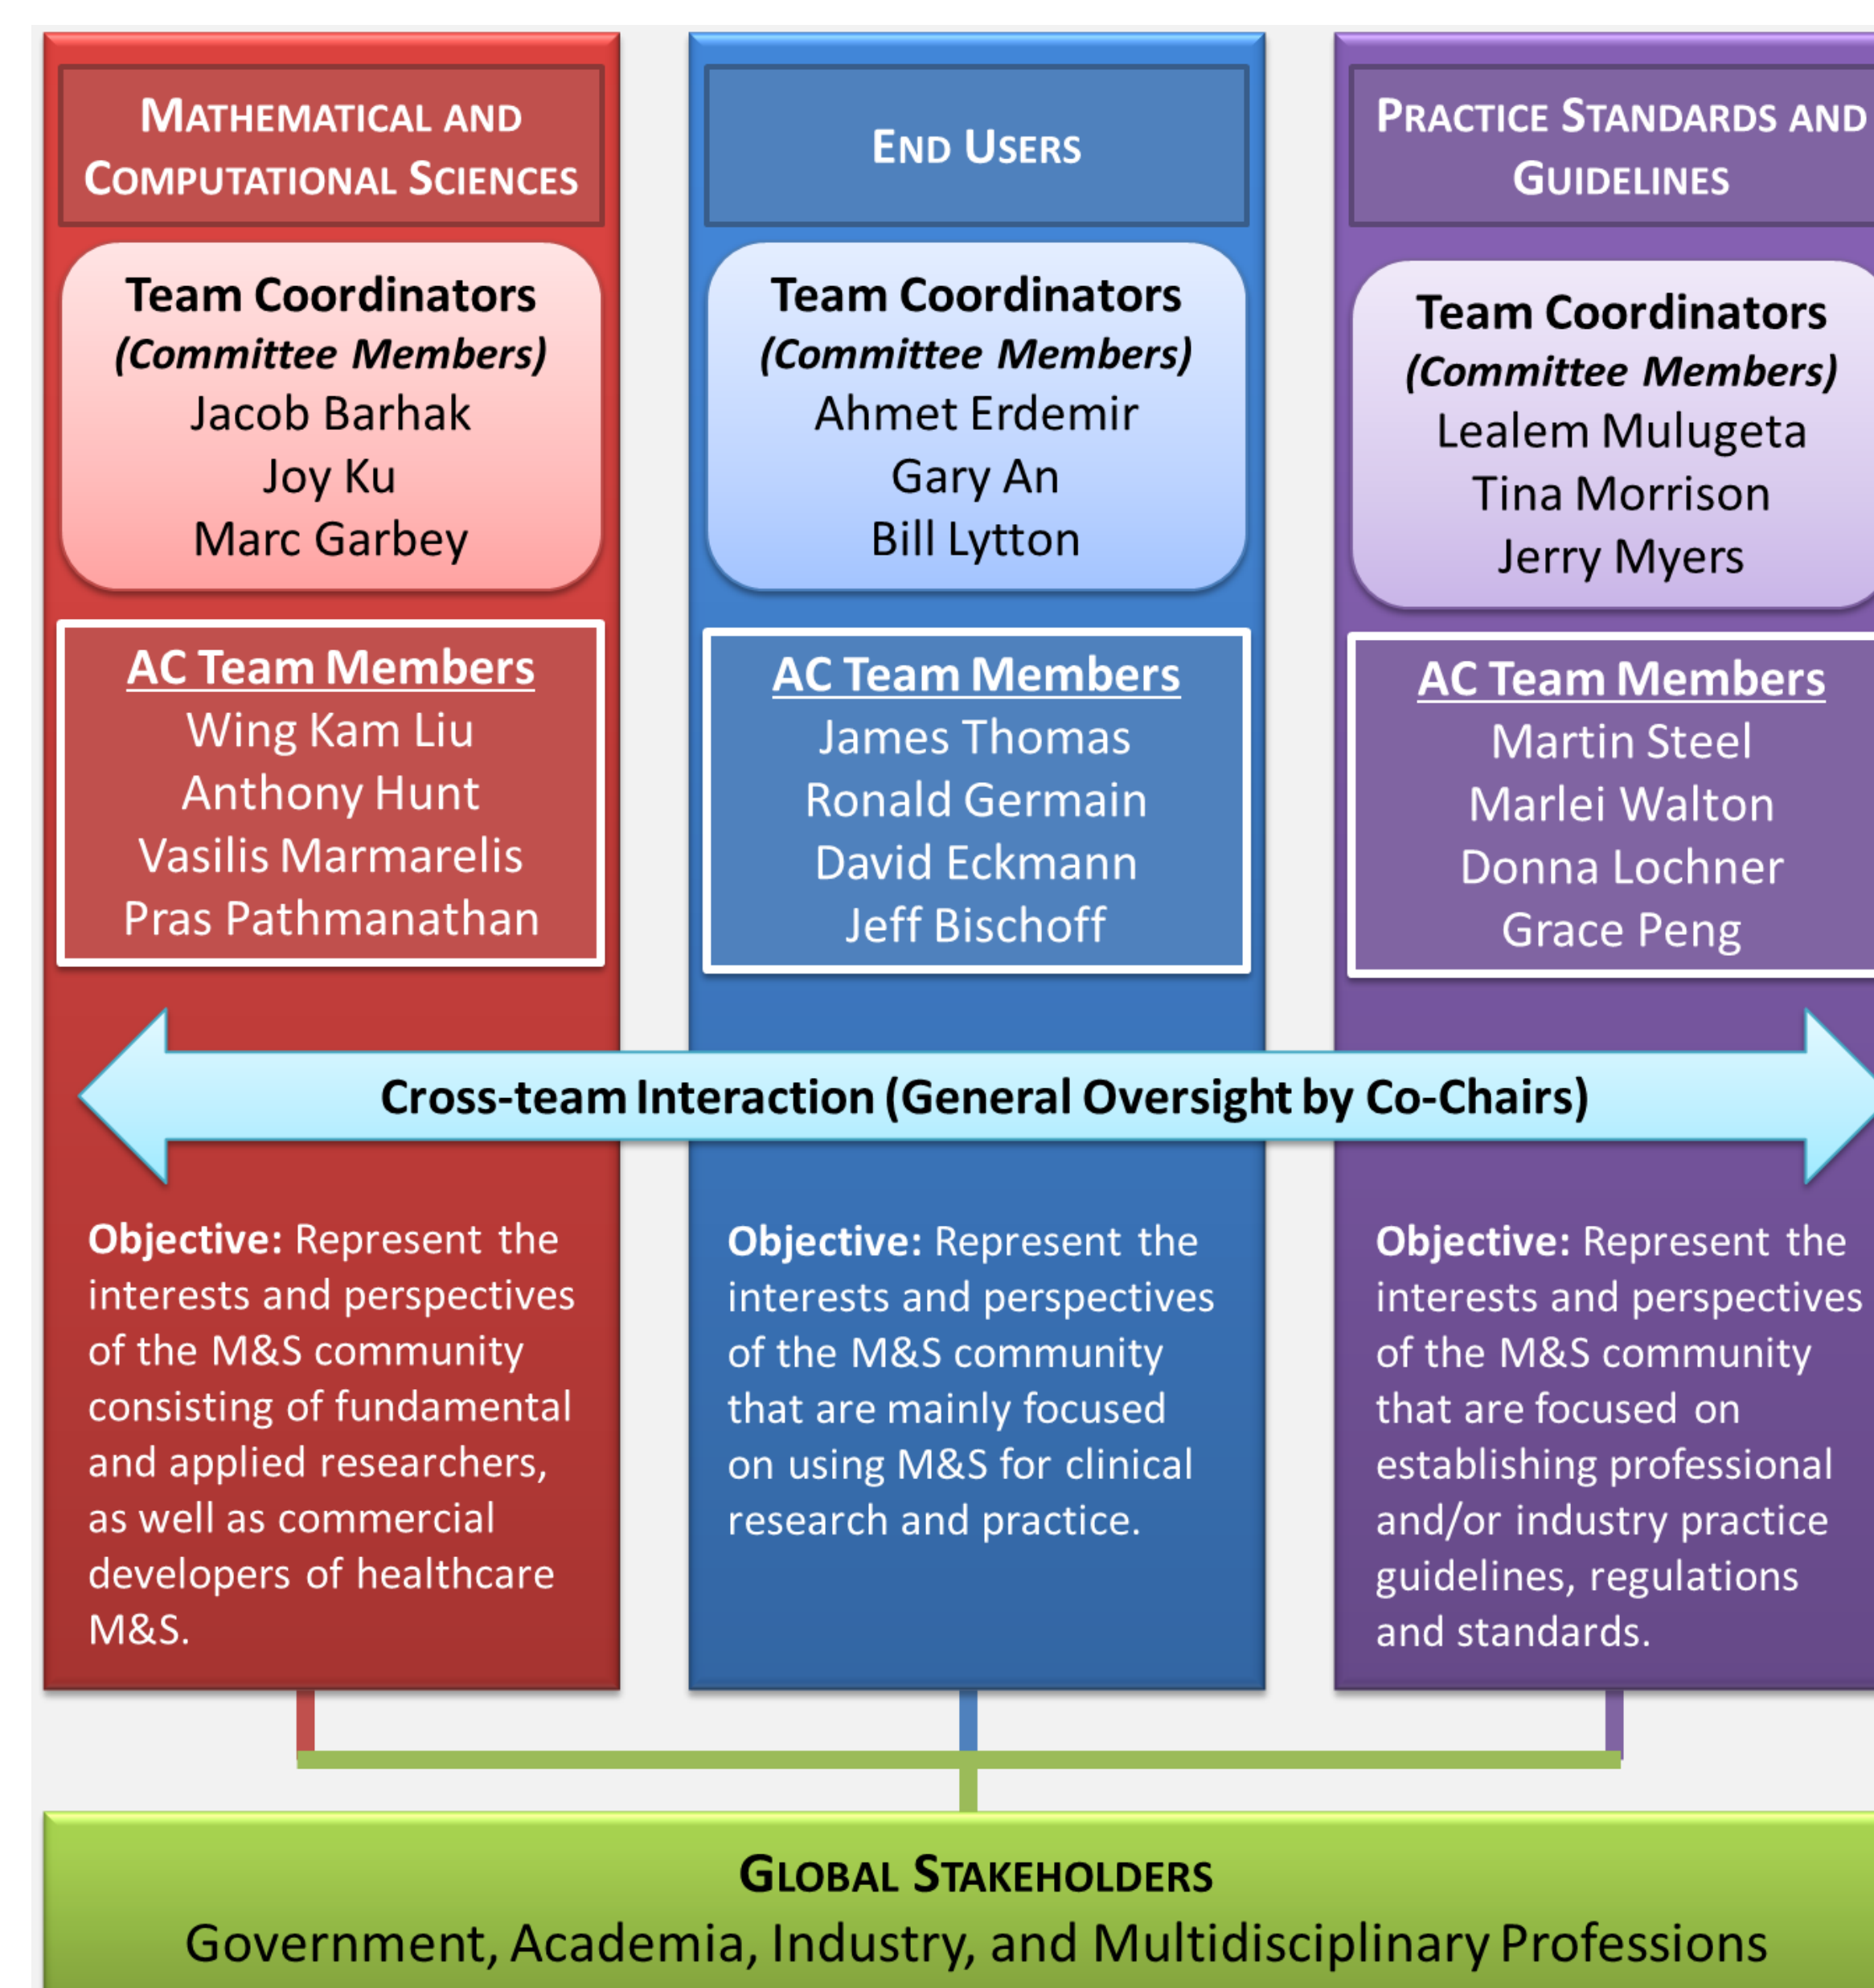 MATHEMATICAL AND
COMPUTATIONAL SCIENCES
Team Coordinators
(Committee Members)
Jacob Barhak
Joy Ku
Marc Garbey
AC Team Members
Wing Kam Liu
Anthony Hunt
Vasilis Marmarelis
Pras Pathmanathan
END USERS
Team Coordinators
(Committee Members)
Ahmet Erdemir
Gary An
Bill Lytton
AC Team Members
James Thomas
Ronald Germain
David Eckmann
Jeff Bischoff
PRACTICE STANDARDS AND
GUIDELINES
Team Coordinators
(Committee Members)
Lealem Mulugeta
Tina Morrison
Jerry Myers
AC Team Members
Martin Steel
Marlei Walton
Donna Lochner
Grace Peng
Cross-team Interaction (General Oversight by Co-Chairs)
Objective: Represent the
interests and perspectives
of the M&S community
consisting of fundamental
and applied researchers,
as well as commercial
developers of healthcare
M&S.
Objective: Represent the
interests and perspectives
of the M&S community
that are mainly focused
on using M&S for clinical
research and practice.
Objective: Represent the
interests and perspectives
of the M&S community
that are focused on
establishing professional
and/or industry practice
guidelines, regulations
and standards.
GLOBAL STAKEHOLDERS
Government, Academia, Industry, and Multidisciplinary Professions